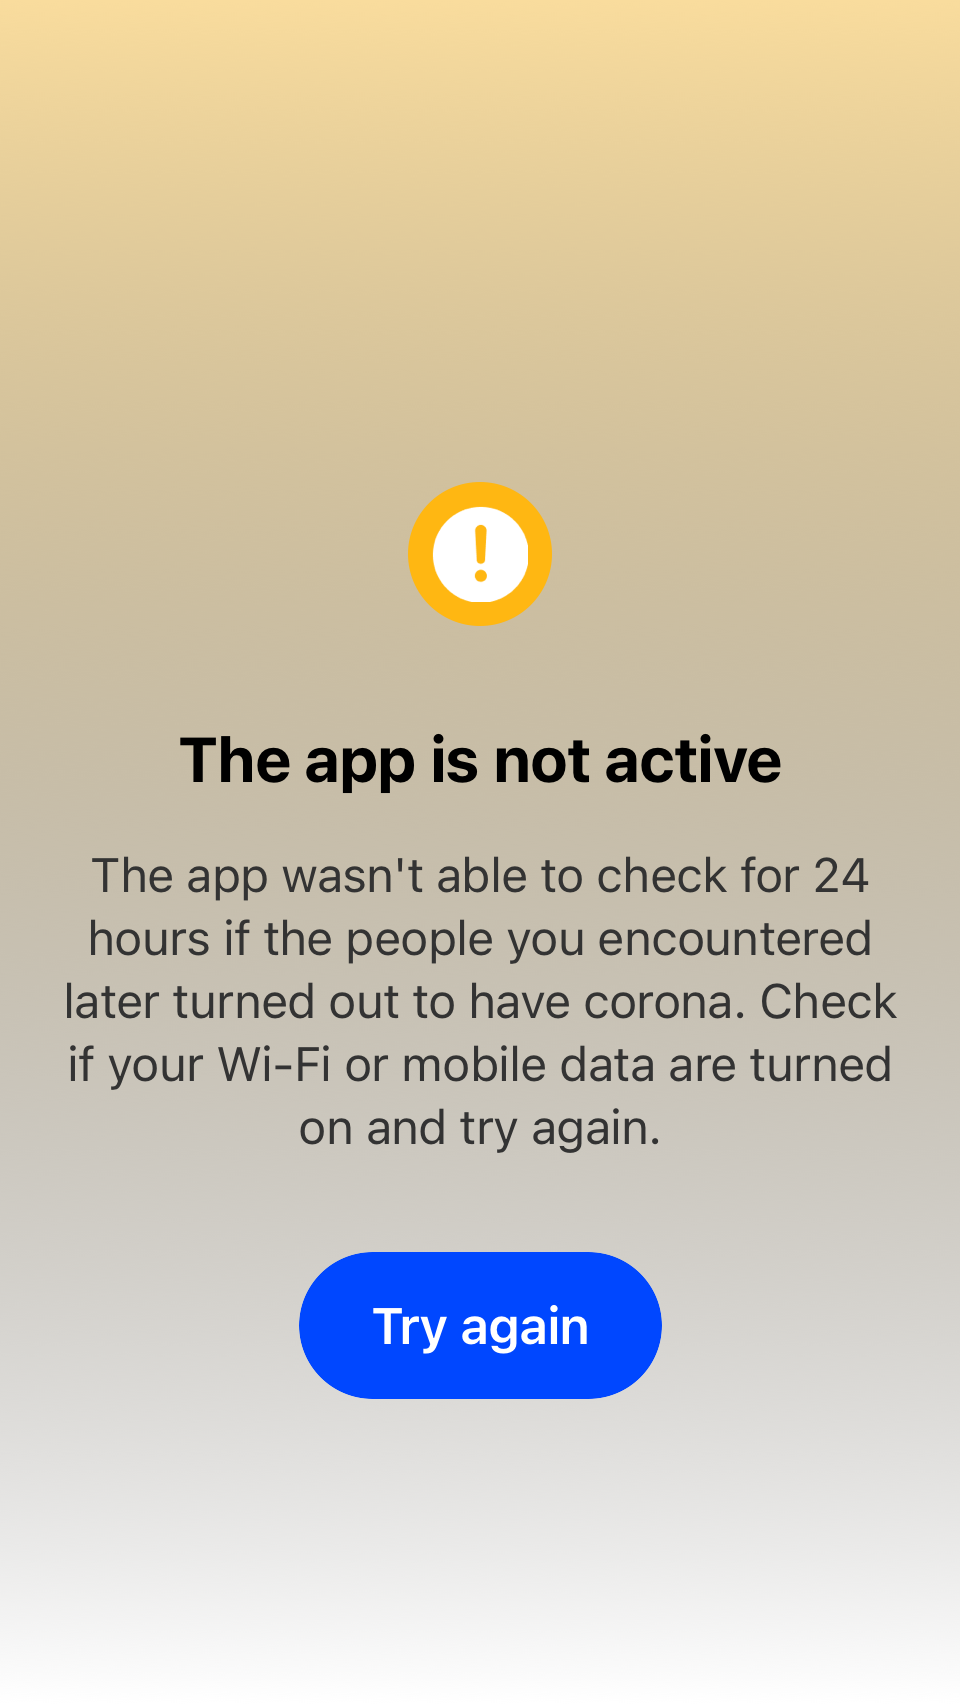 The app is not active
The app wasn't able to check for 24
hours if the people you encountered
later turned out to have corona. Check
if your Wi-Fi or mobile data are turned
on and try again.
Try again